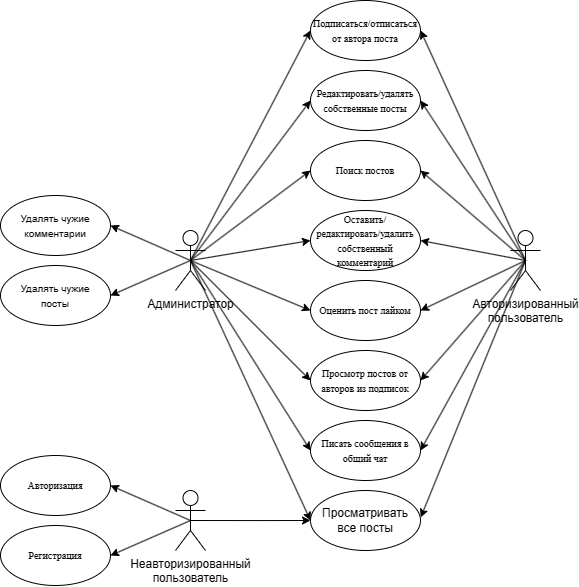 Подписаться/отписаться
от автора поста
Редактировать/удалять
собственные посты
Поиск постов
Удалять чужие
комментарии
Оставить/
редактировать/удалить
собственный
комментарий
Удалять чужие
посты
Администратор
Авторизированный
пользователь
Оценить пост лайком
Просмотр постов от
авторов из подписок
Писать сообщения в
общий чат
Авторизация
Просматривать
все посты
Регистрация
Неавторизированный
пользователь